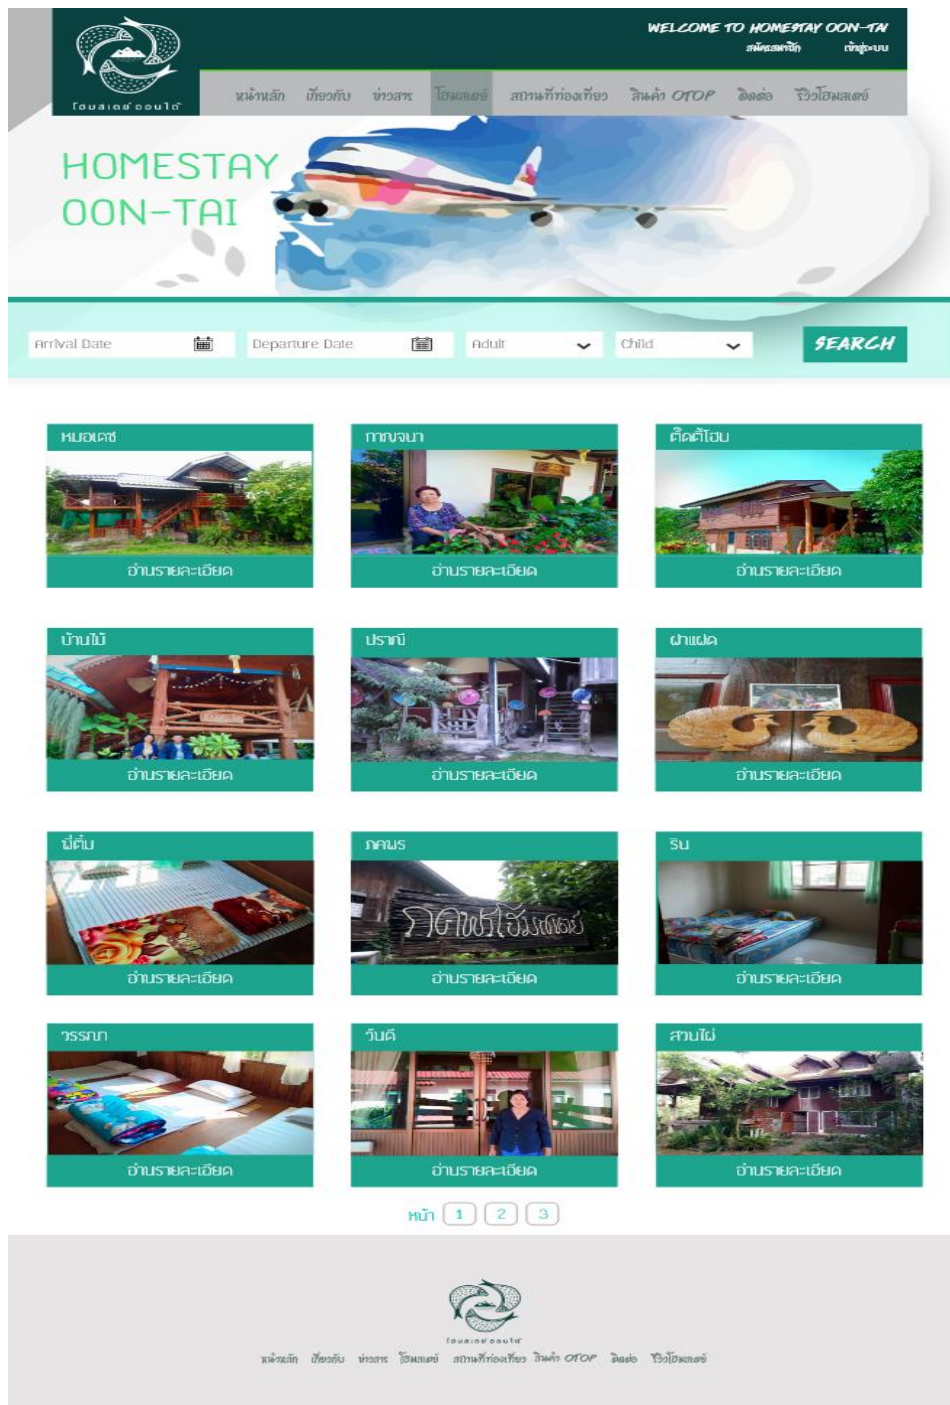 WELCOME TO HOMESTAY OON-TAI
สมัครสมาชิก เข้าสู่ระบบ
โฮมสเตย์ออนใต้
หน้าหลัก เกี่ยวกับ ข่าวสาร โฮมสเตย์ สถานที่ท่องเที่ยว สินค้า OTOP ติดต่อ รีวิวโฮมสเตย์
HOMESTAY
OON-TAI
Arrival Date Departure Date Adult Child SEARCH
หมอเดช กาญจนา ติ๊ดตี้โฮม
อ่านรายละเอียด อ่านรายละเอียด อ่านรายละเอียด
บ้านไม้ ปราณี ฝาแฝด
อ่านรายละเอียด อ่านรายละเอียด อ่านรายละเอียด
พี่ติ๋ม ภคพร ริน
ภคพรโฮมสเตย์
อ่านรายละเอียด อ่านรายละเอียด อ่านรายละเอียด
วรรณา วันดี สวนไผ่
อ่านรายละเอียด อ่านรายละเอียด อ่านรายละเอียด
หน้า 1 2 3
โฮมสเตย์ออนใต้
หน้าหลัก เกี่ยวกับ ข่าวสาร โฮมสเตย์ สถานที่ท่องเที่ยว สินค้า OTOP ติดต่อ รีวิวโฮมสเตย์